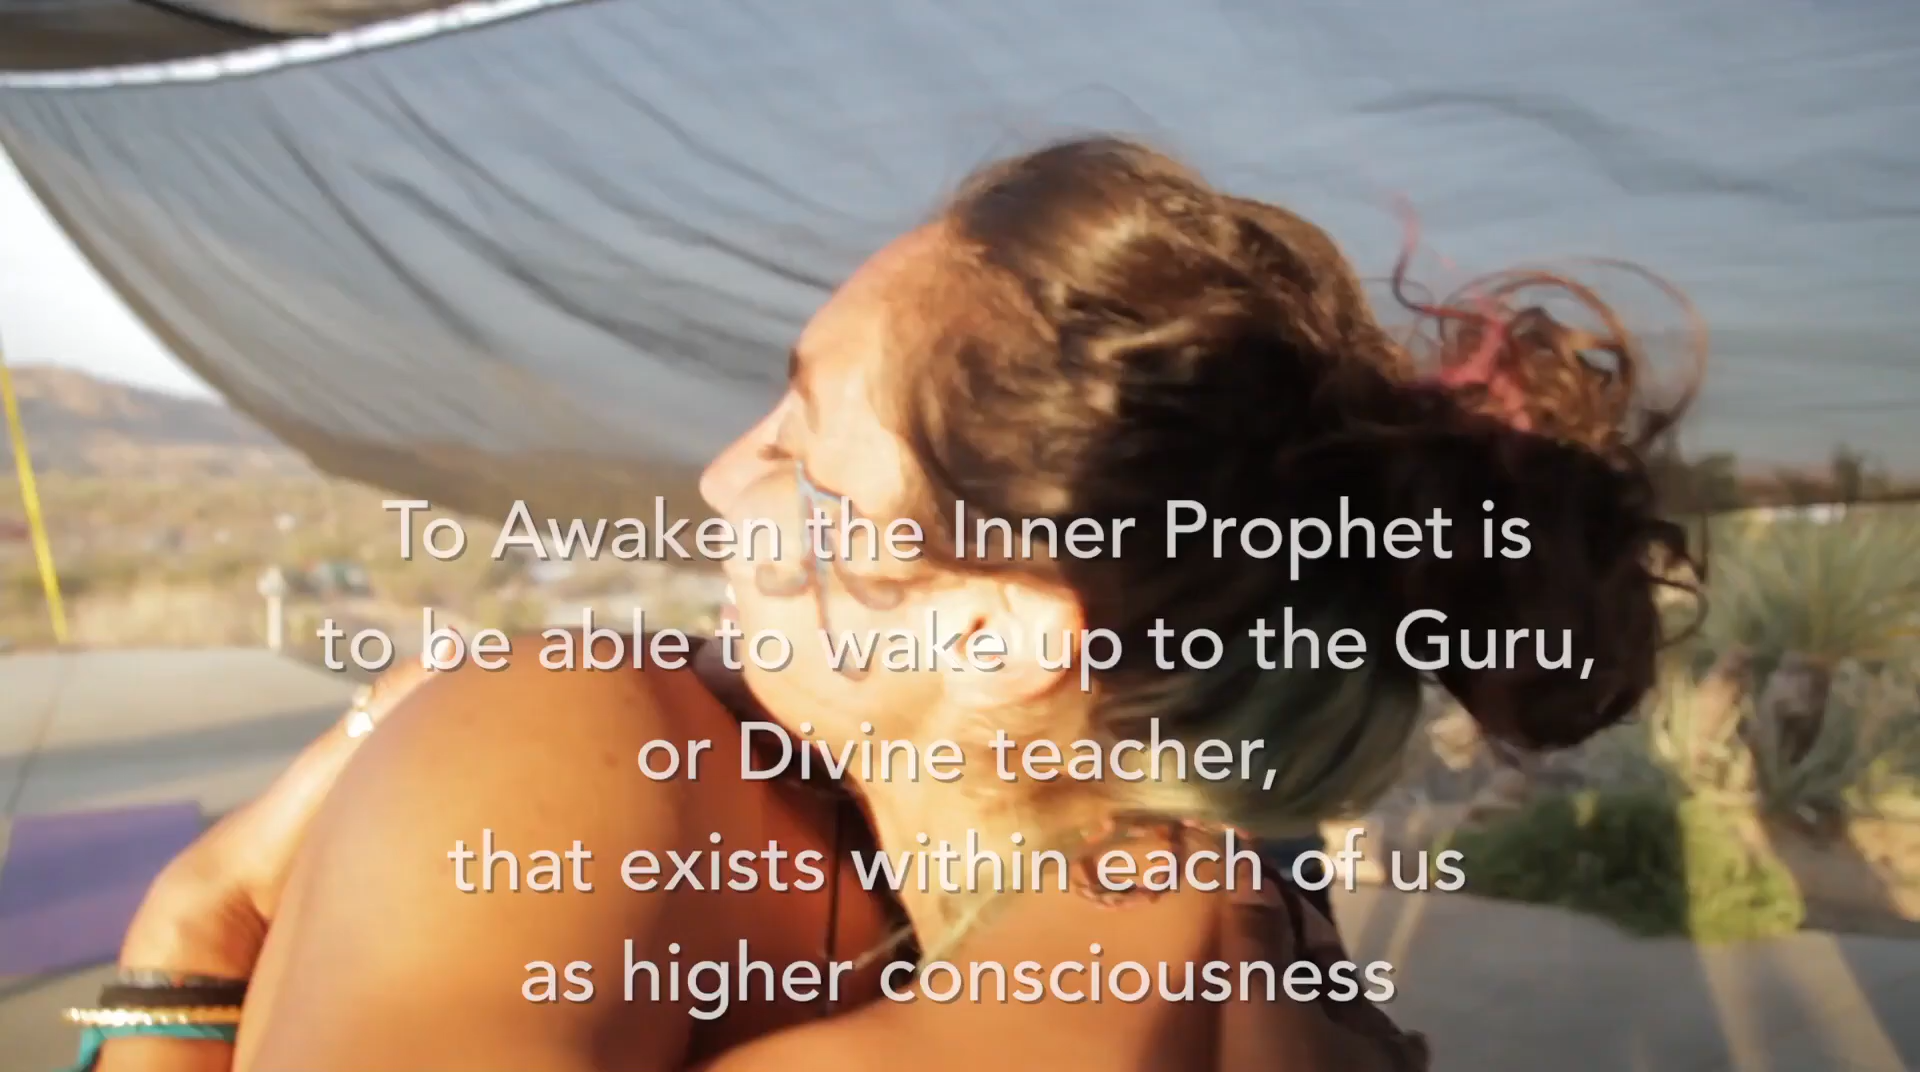 To Awaken the Inner Prophet is
to be able to wake up to the Guru,
or Divine teacher,
that exists within each of us
as higher consciousness